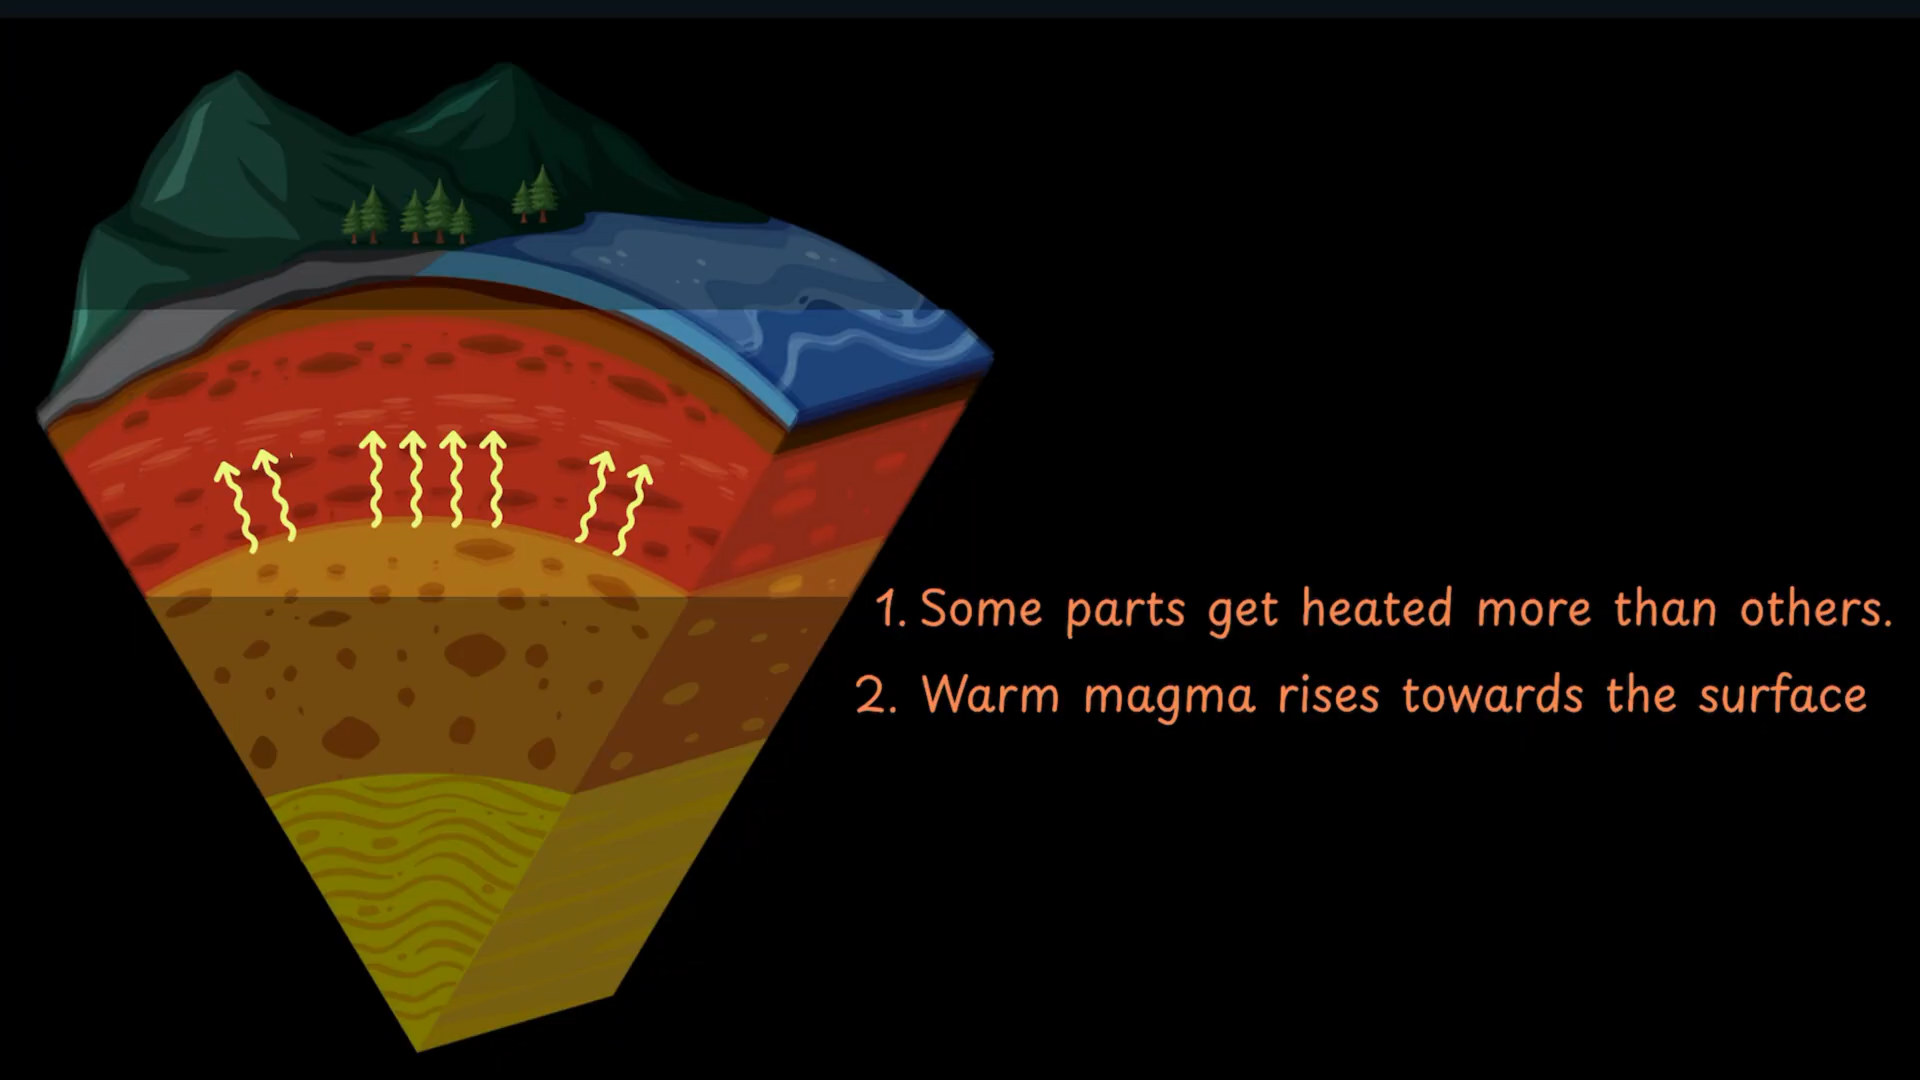 1. Some parts get heated more than others.
2. Warm magma rises towards the surface